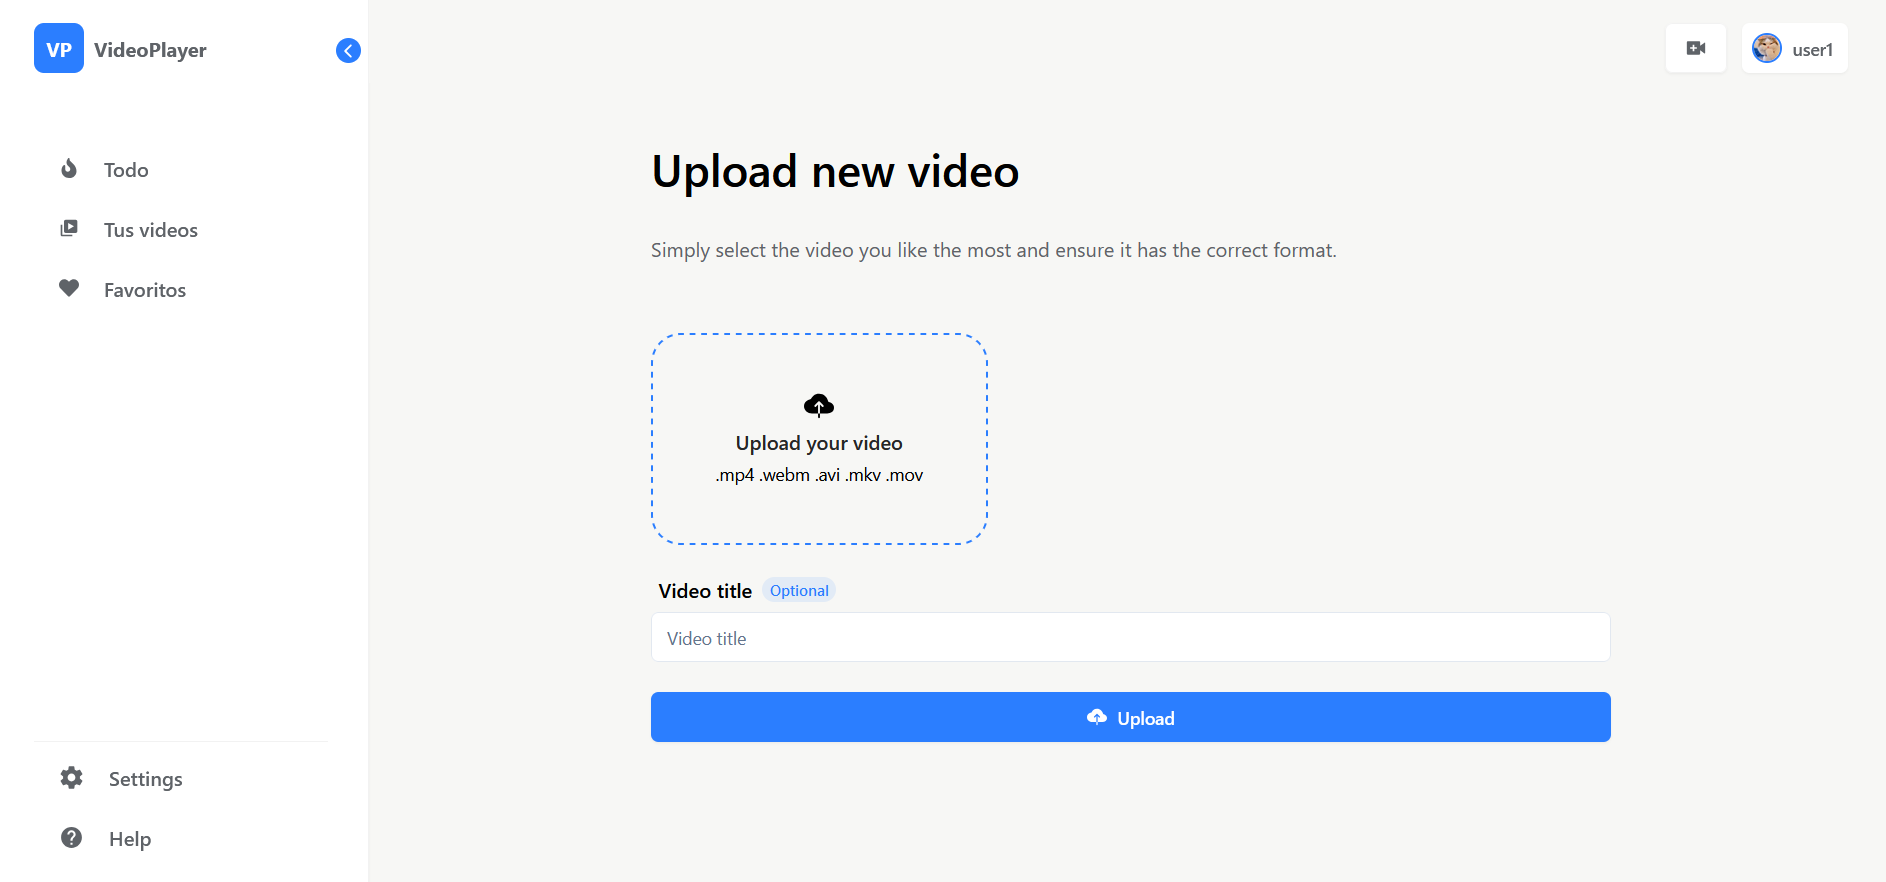 VP VideoPlayer
user1
Todo
Tus videos
Favoritos
Settings
Help
Upload new video
Simply select the video you like the most and ensure it has the correct format.
Upload your video
.mp4 .webm .avi .mkv .mov
Video title Optional
Video title
Upload